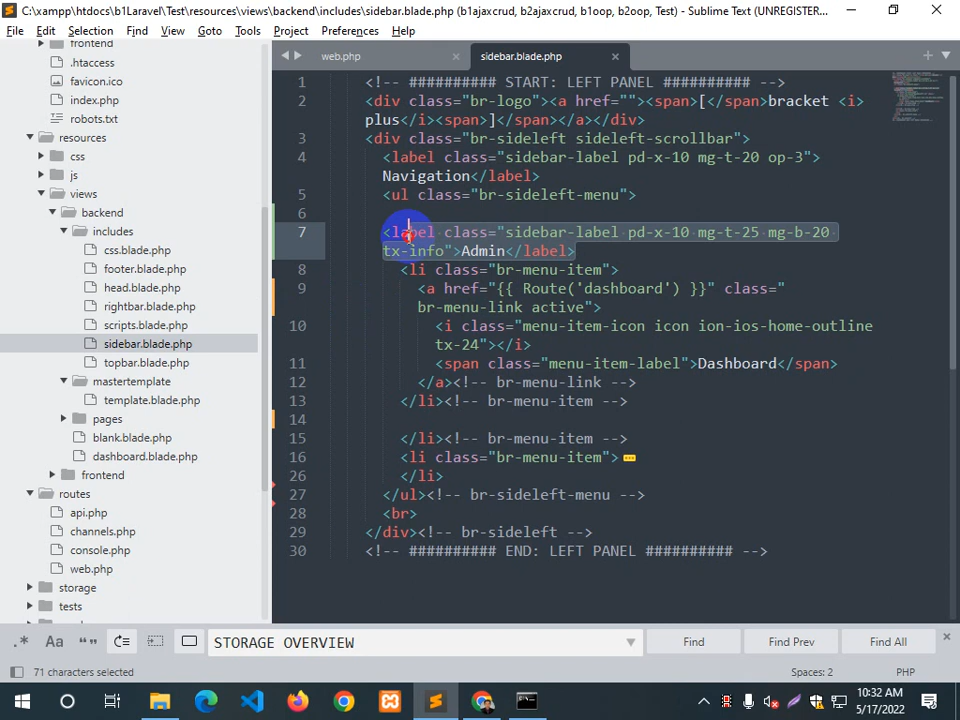 C:\xampp\htdocs\b1Laravel\Test\resources\views\backend\includes\sidebar.blade.php (b1ajaxcrud, b2ajaxcrud, b1oop, b2oop, Test) - Sublime Text (UNREGISTER...
File Edit Selection Find View Goto Tools Project Preferences Help
frontend
.htaccess
favicon.ico
index.php
robots.txt
resources
css
js
views
backend
includes
css.blade.php
footer.blade.php
head.blade.php
rightbar.blade.php
scripts.blade.php
sidebar.blade.php
topbar.blade.php
mastertemplate
template.blade.php
pages
blank.blade.php
dashboard.blade.php
frontend
routes
api.php
channels.php
console.php
web.php
storage
tests
web.php × sidebar.blade.php ×
1 <!-- ########## START: LEFT PANEL ########## -->
2 <div class="br-logo"><a href=""><span>[</span>bracket <i>
plus</i><span>]</span></a></div>
3 <div class="br-sideleft sideleft-scrollbar">
4 <label class="sidebar-label pd-x-10 mg-t-20 op-3">
Navigation</label>
5 <ul class="br-sideleft-menu">
6
7 <label class="sidebar-label pd-x-10 mg-t-25 mg-b-20
tx-info">Admin</label>
8 <li class="br-menu-item">
9 <a href="{{ Route('dashboard') }}" class="
br-menu-link active">
10 <i class="menu-item-icon icon ion-ios-home-outline
tx-24"></i>
11 <span class="menu-item-label">Dashboard</span>
12 </a><!-- br-menu-link -->
13 </li><!-- br-menu-item -->
14
15 </li><!-- br-menu-item -->
16 <li class="br-menu-item">
26 </li>
27 </ul><!-- br-sideleft-menu -->
28 <br>
29 </div><!-- br-sideleft -->
30 <!-- ########## END: LEFT PANEL ########## -->
.* Aa “” STORAGE OVERVIEW Find Find Prev Find All ×
71 characters selected Spaces: 2 PHP
10:32 AM
5/17/2022